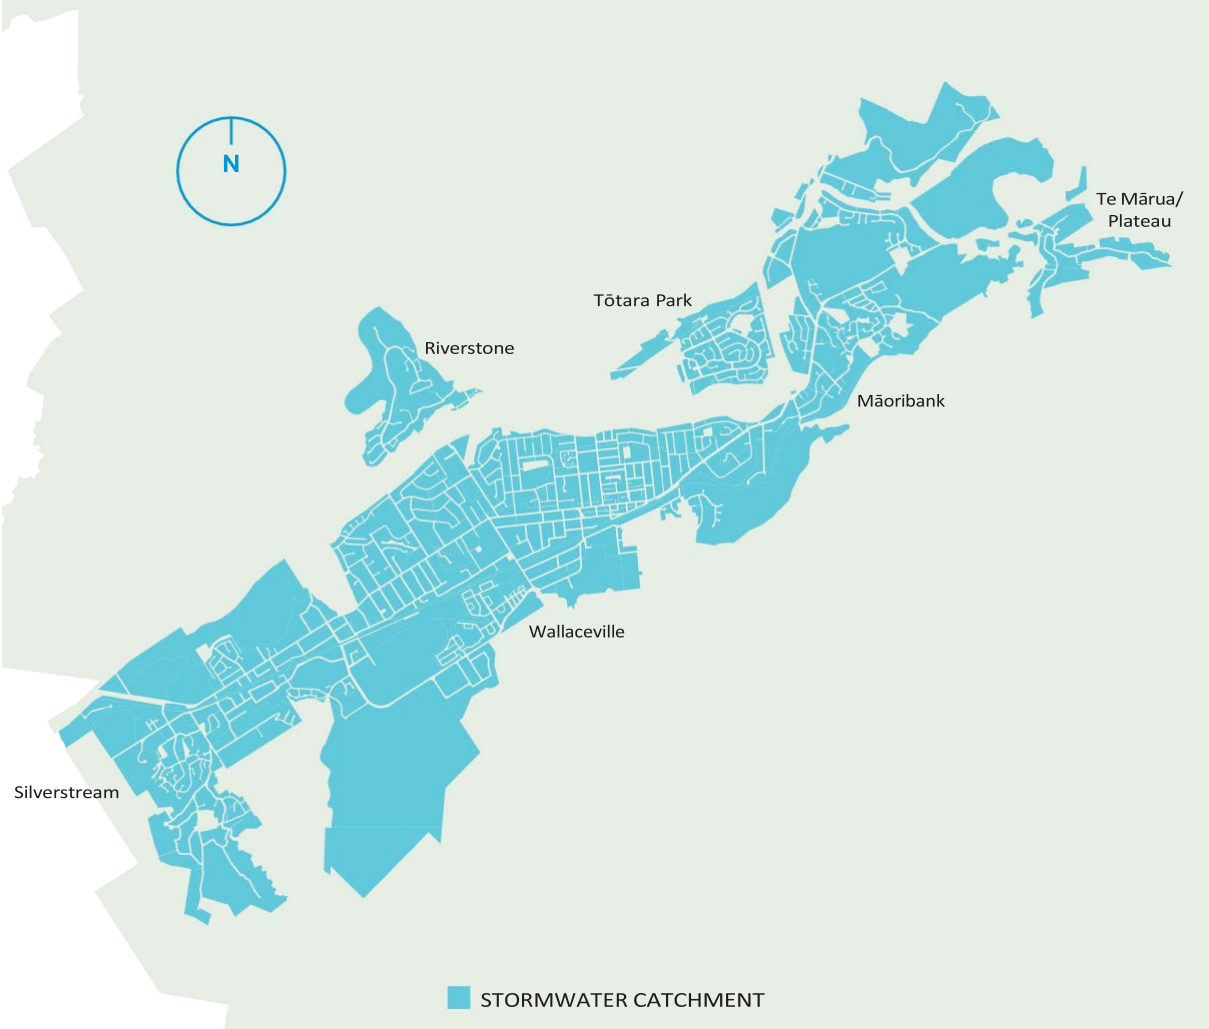 N
Te Mārua/
Plateau
Tōtara Park
Riverstone
Māoribank
Wallaceville
Silverstream
STORMWATER CATCHMENT